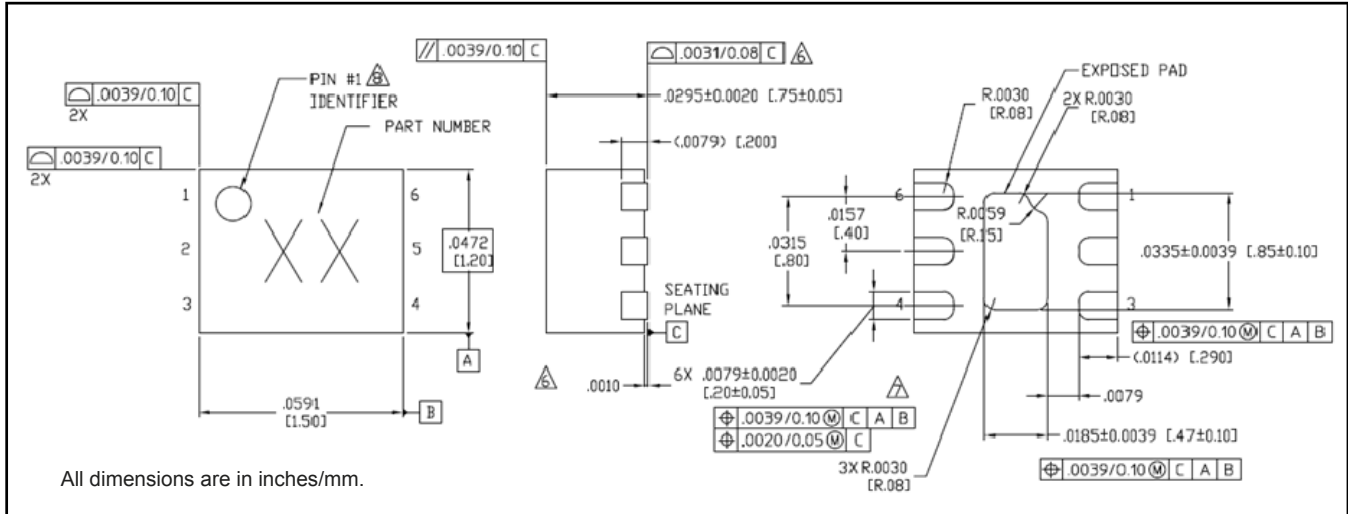 // .0039/0.10 C
⌓ .0031/0.08 C 6
PIN #1 8
IDENTIFIER
PART NUMBER
⌓ .0039/0.10 C
2X
⌓ .0039/0.10 C
2X
.0295±0.0020 [.75±0.05]
(.0079) [.200]
1
2
3
6
5
4
XX
.0472
[1.20]
A
.0591
[1.50]
B
SEATING
PLANE
C
6
.0010
EXPOSED PAD
R.0030
[R.08]
2X R.0030
[R.08]
6
4
1
3
.0157
[.40]
.0315
[.80]
R.0059
[R.15]
.0335±0.0039 [.85±0.10]
⌖ .0039/0.10 Ⓜ C A B
(.0114) [.290]
.0079
.0185±0.0039 [.47±0.10]
⌖ .0039/0.10 Ⓜ C A B
6X .0079±0.0020
[.20±0.05]
7
⌖ .0039/0.10 Ⓜ C A B
⌖ .0020/0.05 Ⓜ C
3X R.0030
[R.08]
All dimensions are in inches/mm.